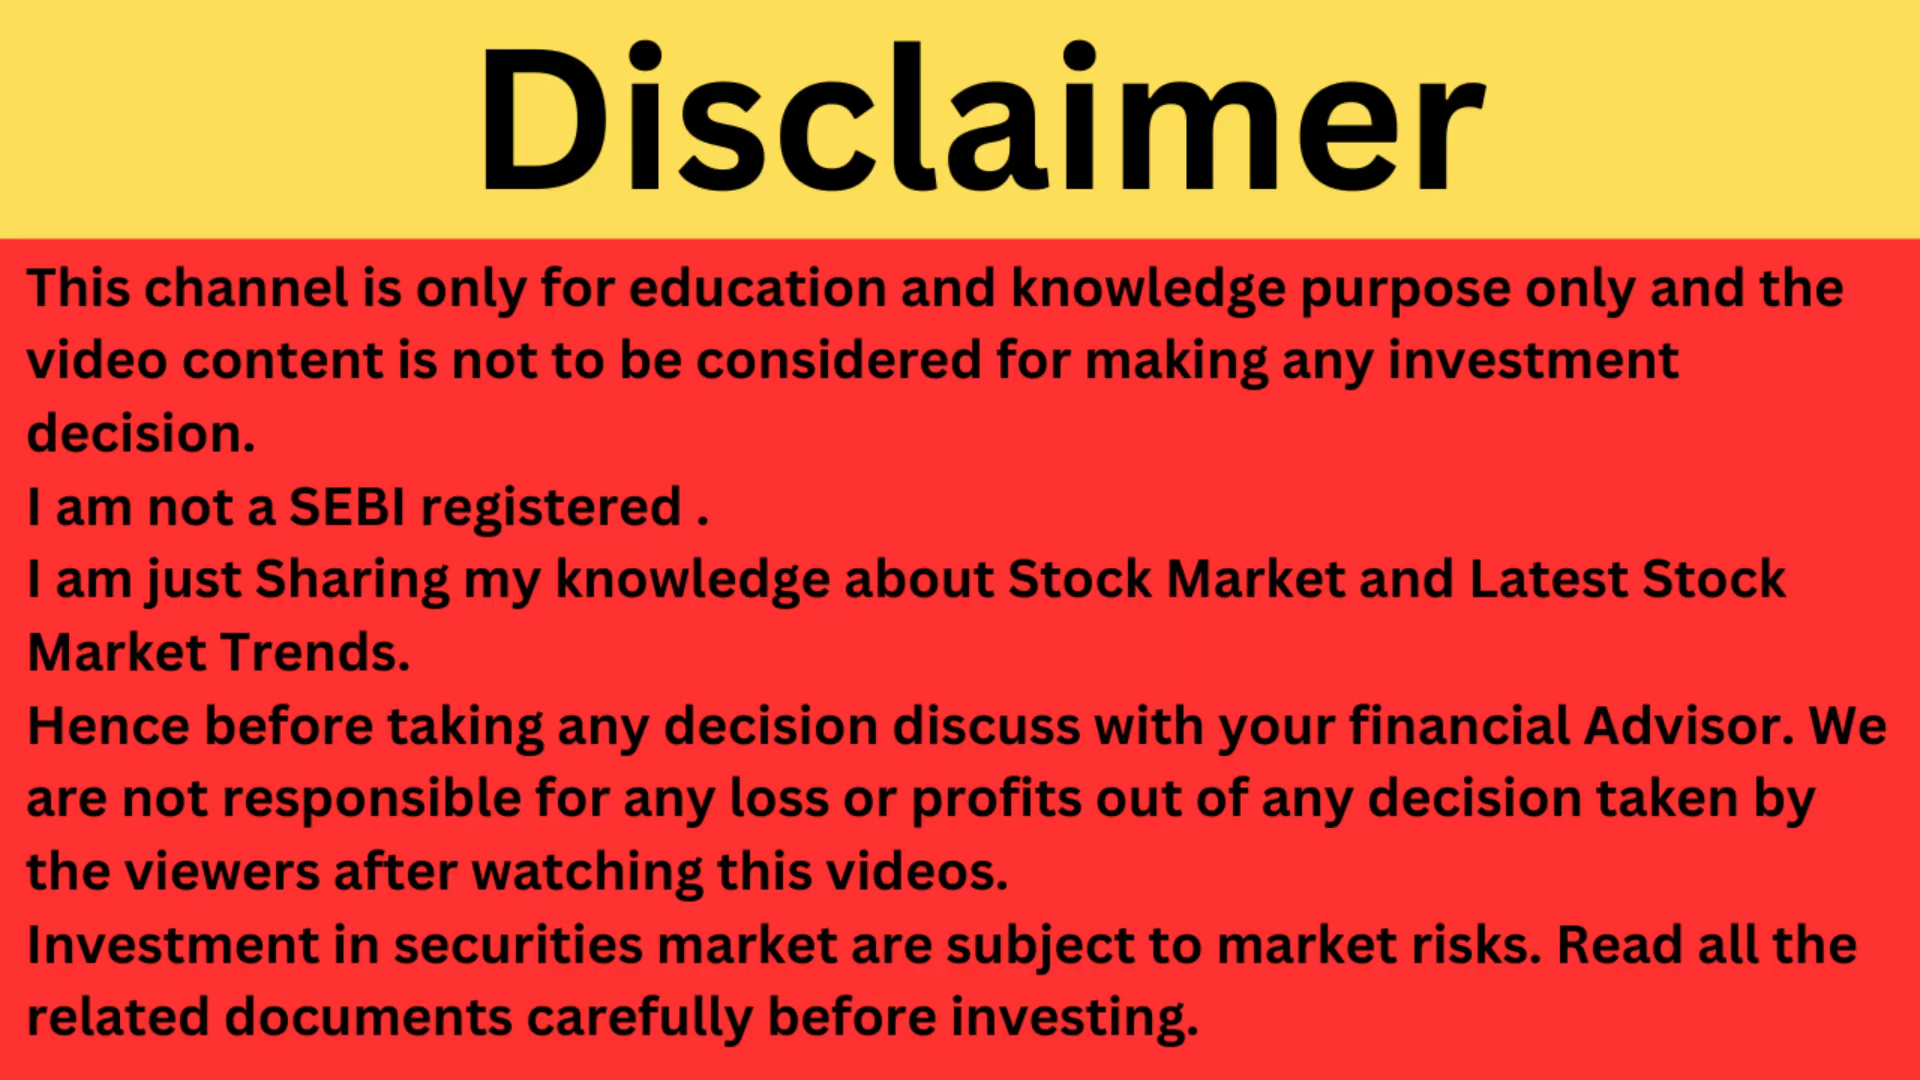 Disclaimer
This channel is only for education and knowledge purpose only and the
video content is not to be considered for making any investment
decision.
I am not a SEBI registered .
I am just Sharing my knowledge about Stock Market and Latest Stock
Market Trends.
Hence before taking any decision discuss with your financial Advisor. We
are not responsible for any loss or profits out of any decision taken by
the viewers after watching this videos.
Investment in securities market are subject to market risks. Read all the
related documents carefully before investing.